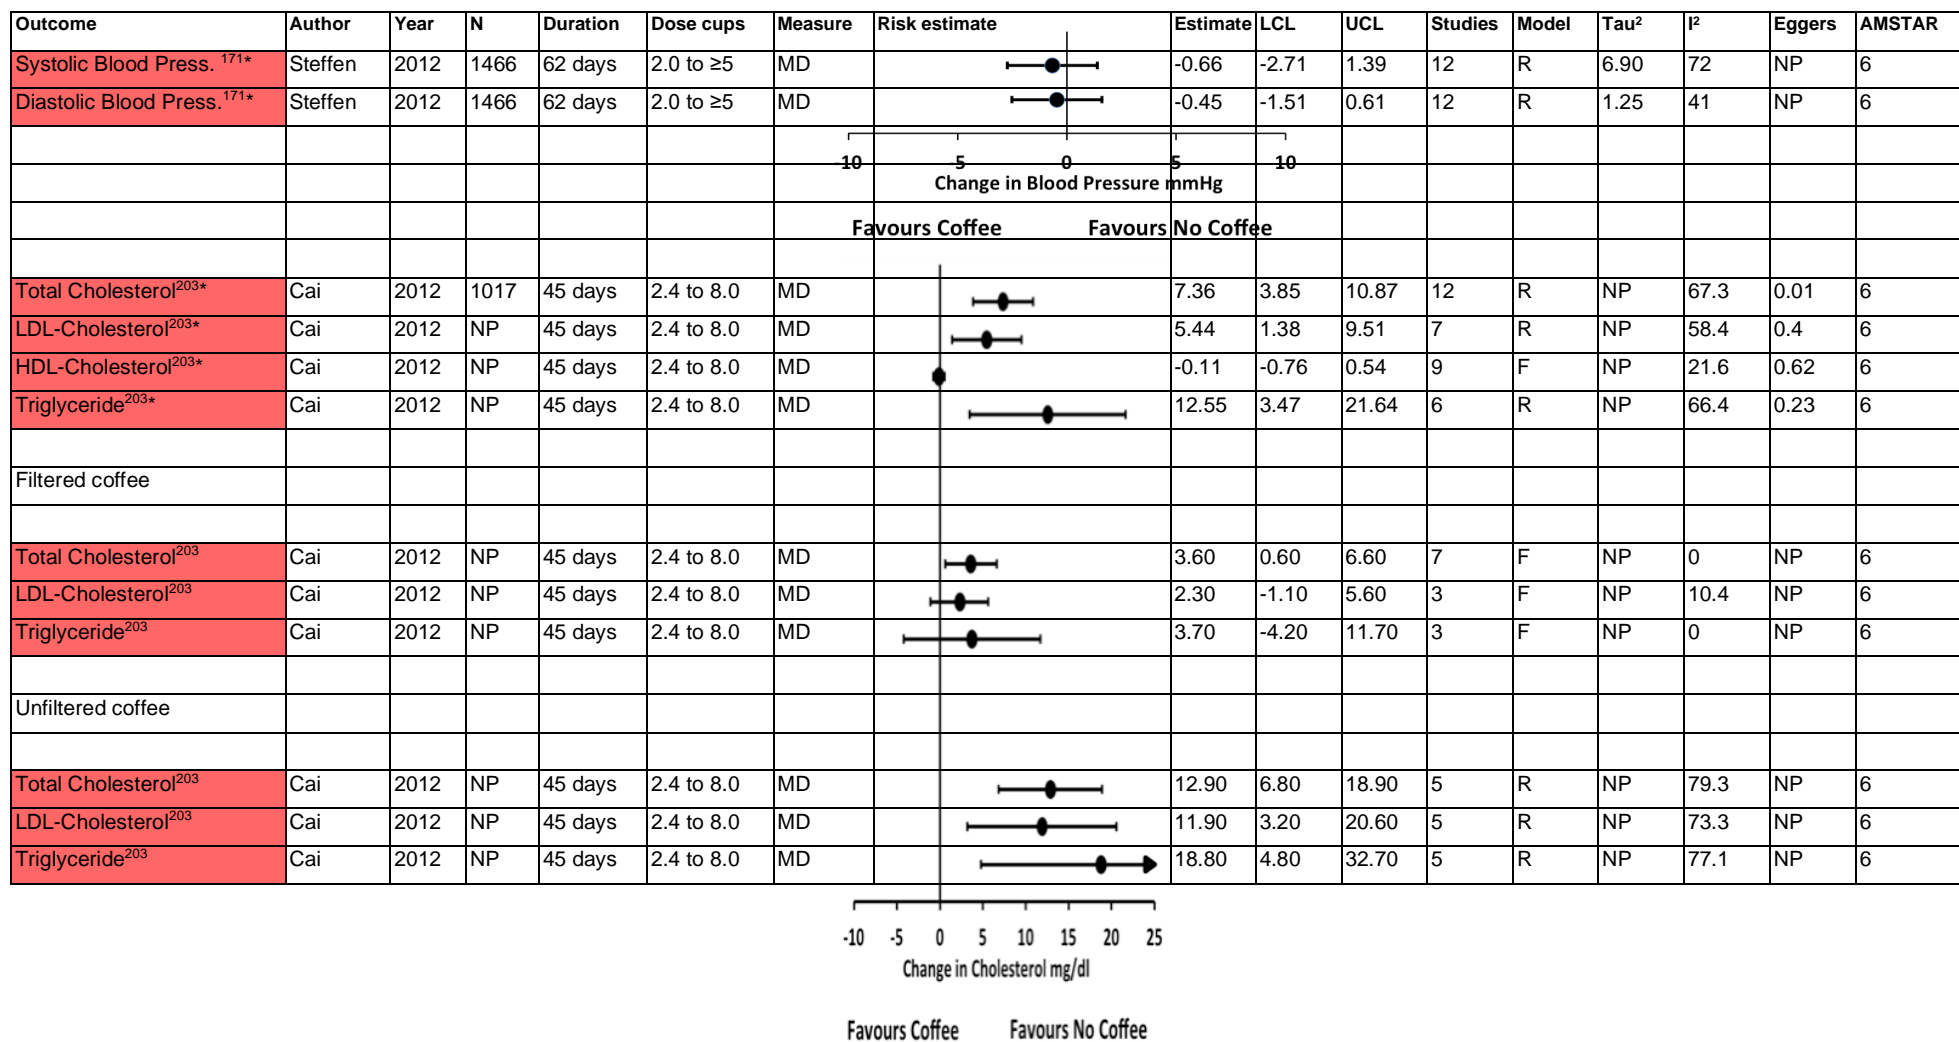 Outcome Author Year N Duration Dose cups Measure Risk estimate Estimate LCL UCL Studies Model Tau² I² Eggers AMSTAR
Systolic Blood Press. 171* Steffen 2012 1466 62 days 2.0 to ≥5 MD -0.66 -2.71 1.39 12 R 6.90 72 NP 6
Diastolic Blood Press.171* Steffen 2012 1466 62 days 2.0 to ≥5 MD -0.45 -1.51 0.61 12 R 1.25 41 NP 6
-10 -5 0 5 10
Change in Blood Pressure mmHg
Favours Coffee Favours No Coffee
Total Cholesterol203* Cai 2012 1017 45 days 2.4 to 8.0 MD 7.36 3.85 10.87 12 R NP 67.3 0.01 6
LDL-Cholesterol203* Cai 2012 NP 45 days 2.4 to 8.0 MD 5.44 1.38 9.51 7 R NP 58.4 0.4 6
HDL-Cholesterol203* Cai 2012 NP 45 days 2.4 to 8.0 MD -0.11 -0.76 0.54 9 F NP 21.6 0.62 6
Triglyceride203* Cai 2012 NP 45 days 2.4 to 8.0 MD 12.55 3.47 21.64 6 R NP 66.4 0.23 6
Filtered coffee
Total Cholesterol203 Cai 2012 NP 45 days 2.4 to 8.0 MD 3.60 0.60 6.60 7 F NP 0 NP 6
LDL-Cholesterol203 Cai 2012 NP 45 days 2.4 to 8.0 MD 2.30 -1.10 5.60 3 F NP 10.4 NP 6
Triglyceride203 Cai 2012 NP 45 days 2.4 to 8.0 MD 3.70 -4.20 11.70 3 F NP 0 NP 6
Unfiltered coffee
Total Cholesterol203 Cai 2012 NP 45 days 2.4 to 8.0 MD 12.90 6.80 18.90 5 R NP 79.3 NP 6
LDL-Cholesterol203 Cai 2012 NP 45 days 2.4 to 8.0 MD 11.90 3.20 20.60 5 R NP 73.3 NP 6
Triglyceride203 Cai 2012 NP 45 days 2.4 to 8.0 MD 18.80 4.80 32.70 5 R NP 77.1 NP 6
-10 -5 0 5 10 15 20 25
Change in Cholesterol mg/dl
Favours Coffee Favours No Coffee